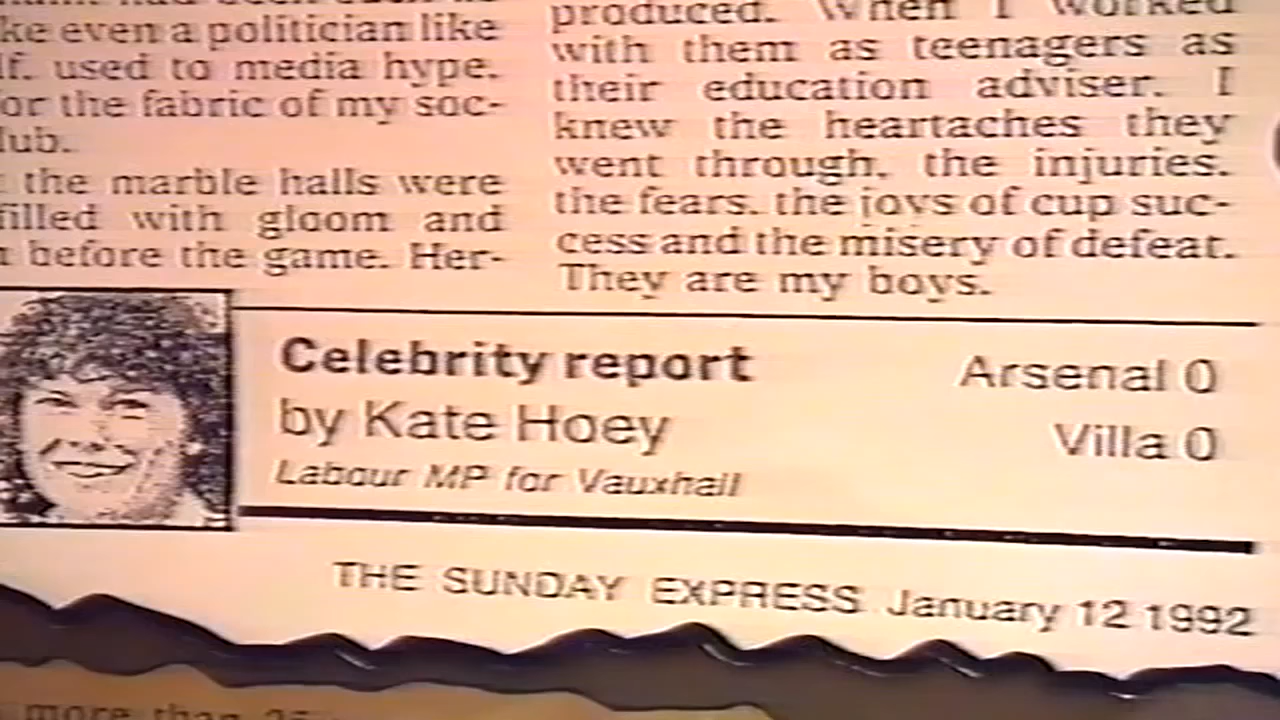 ke even a politician like
lf, used to media hype,
or the fabric of my soc-
lub.
the marble halls were
filled with gloom and
before the game. Her-
produced. When I worked
with them as teenagers as
their education adviser, I
knew the heartaches they
went through, the injuries,
the fears, the joys of cup suc-
cess and the misery of defeat.
They are my boys.
Celebrity report
by Kate Hoey
Labour MP for Vauxhall
Arsenal 0
Villa 0
THE SUNDAY EXPRESS January 12 1992
more than